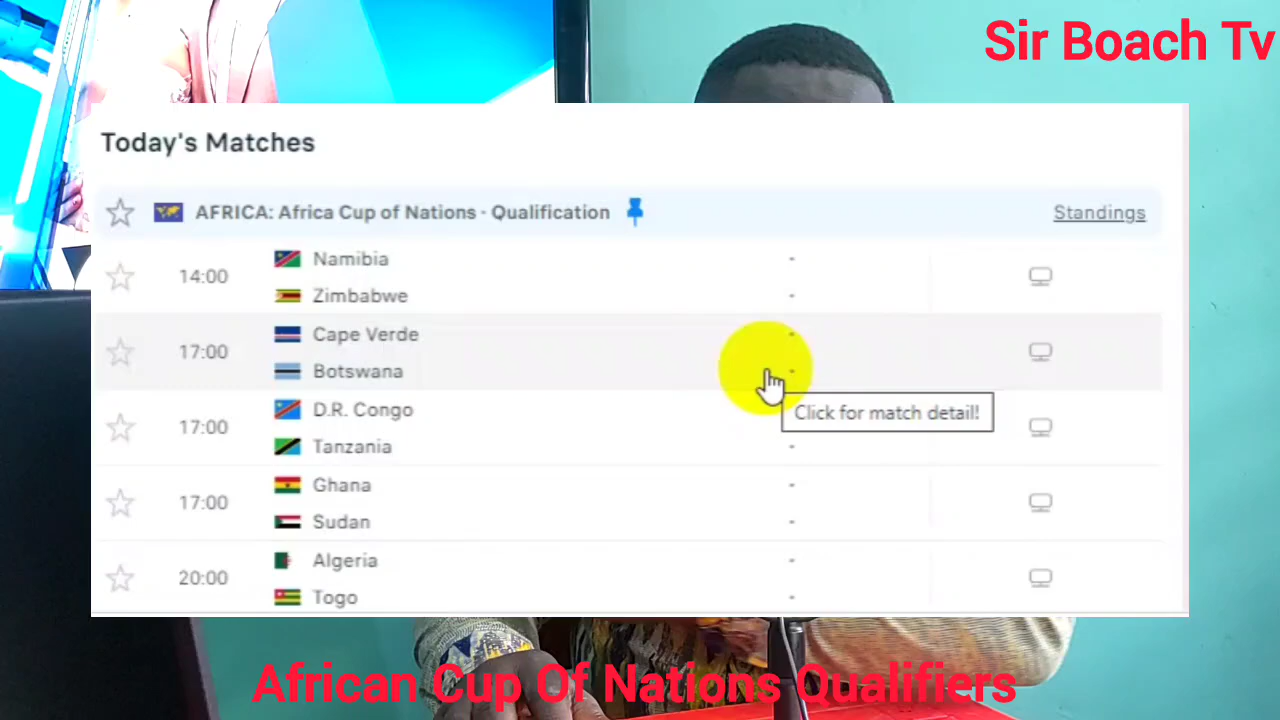 Sir Boach Tv
Today's Matches
AFRICA: Africa Cup of Nations - Qualification
Standings
14:00
Namibia -
Zimbabwe -
17:00
Cape Verde -
Botswana -
Click for match detail!
17:00
D.R. Congo
Tanzania -
17:00
Ghana -
Sudan -
20:00
Algeria -
Togo -
African Cup Of Nations Qualifiers